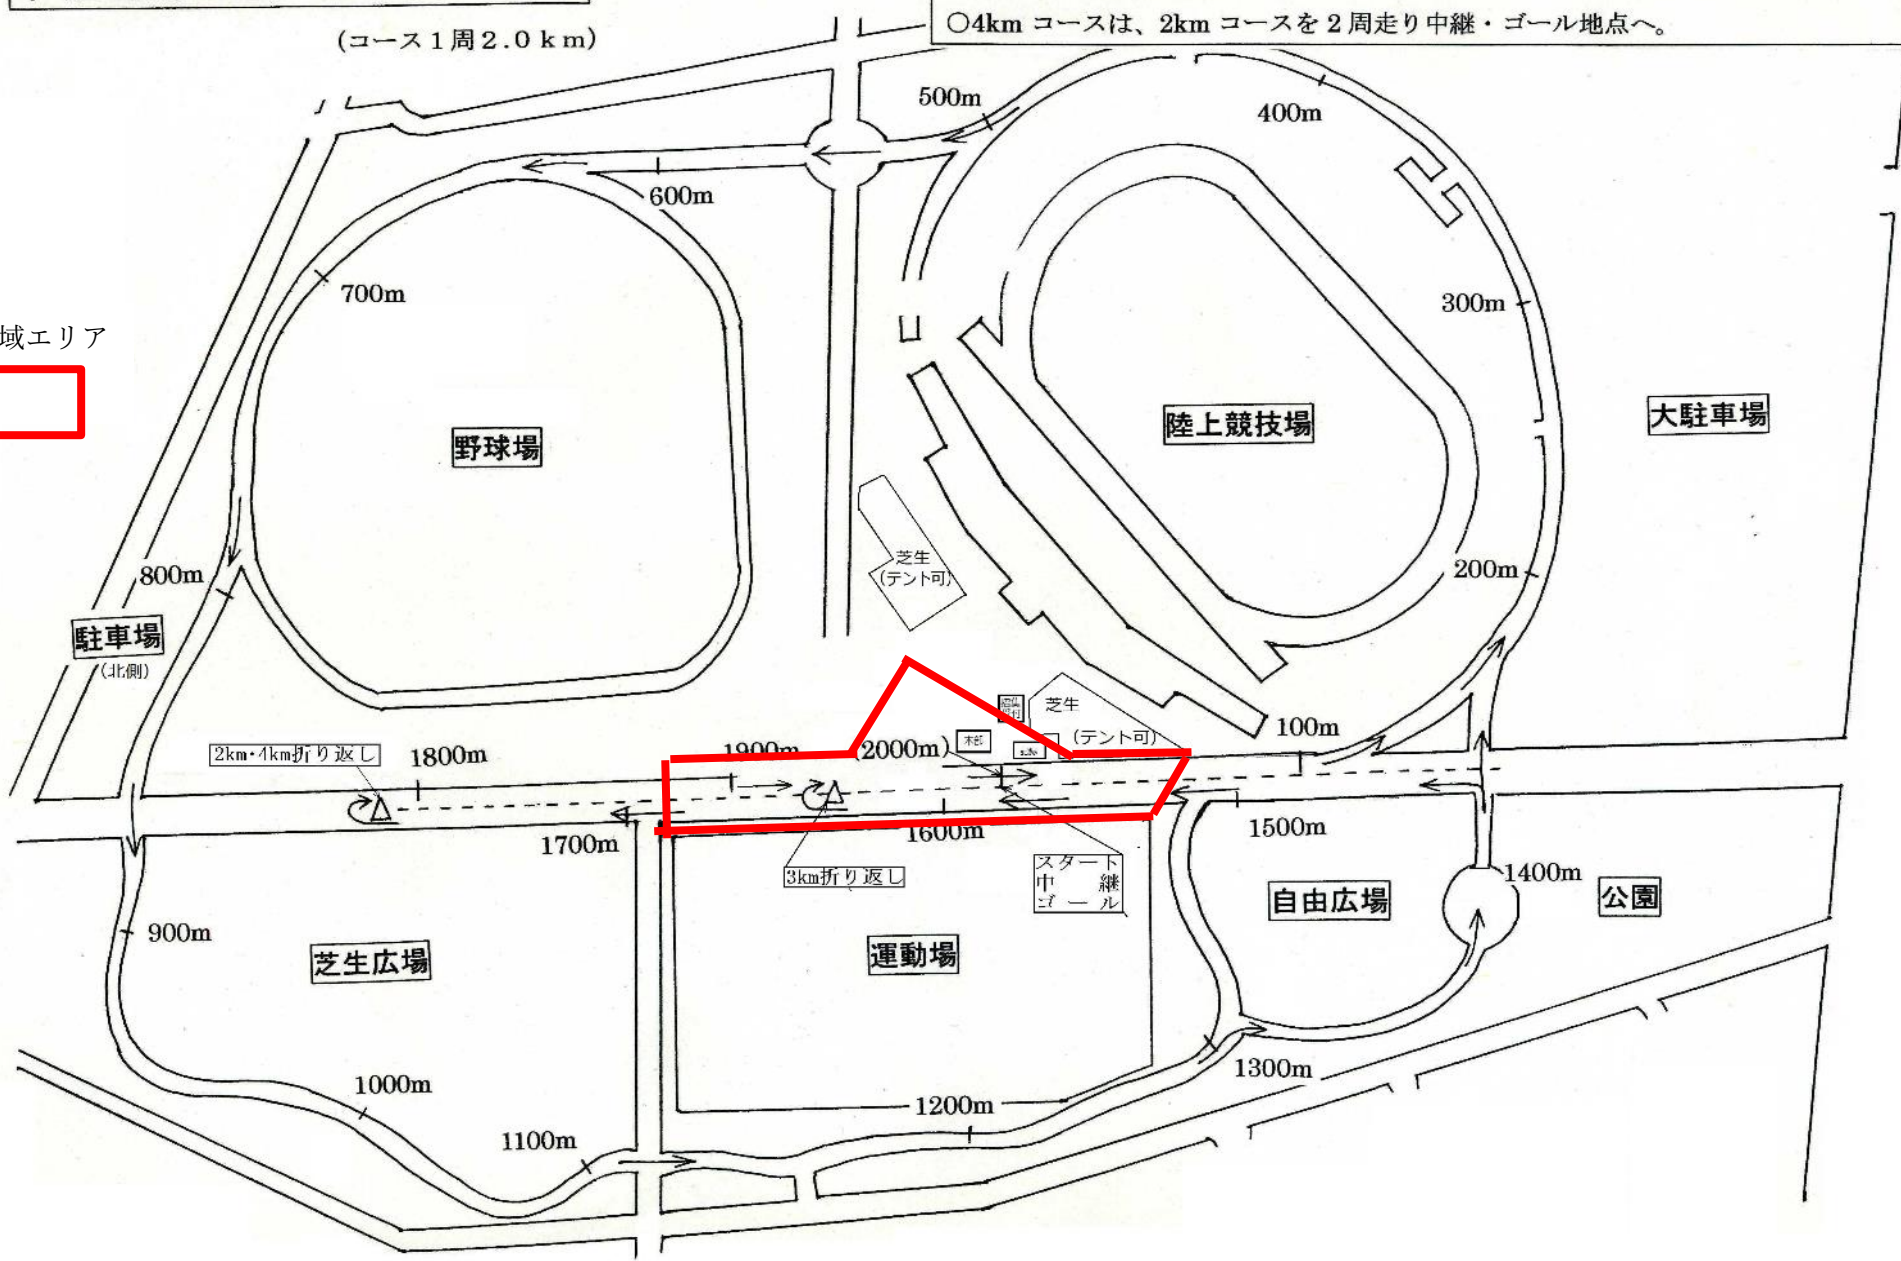 ○4km コースは、2km コースを 2 周走り中継・ゴール地点へ。
(コース１周２.０ｋｍ)
500m
400m
600m
700m
300m
域エリア
陸上競技場
大駐車場
野球場
芝生
(テント可)
200m
800m
駐車場
(北側)
芝生
100m
(テント可)
本部
2km・4km折り返し
1800m
1900m
(2000m)
1700m
1600m
1500m
3km折り返し
スタート
中　継
ゴール
1400m
自由広場
公園
900m
芝生広場
運動場
1000m
1300m
1200m
1100m